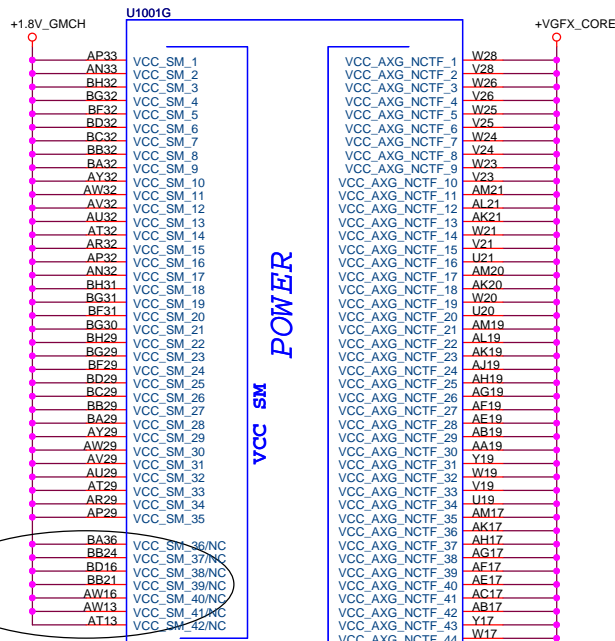 U1001G
+1.8V_GMCH +VGFX_CORE
AP33 VCC_SM_1 VCC_AXG_NCTF_1 W28
AN33 VCC_SM_2 VCC_AXG_NCTF_2 V28
BH32 VCC_SM_3 VCC_AXG_NCTF_3 W26
BG32 VCC_SM_4 VCC_AXG_NCTF_4 V26
BF32 VCC_SM_5 VCC_AXG_NCTF_5 W25
BD32 VCC_SM_6 VCC_AXG_NCTF_6 V25
BC32 VCC_SM_7 VCC_AXG_NCTF_7 W24
BB32 VCC_SM_8 VCC_AXG_NCTF_8 V24
BA32 VCC_SM_9 VCC_AXG_NCTF_9 W23
AY32 VCC_SM_10 VCC_AXG_NCTF_10 V23
AW32 VCC_SM_11 VCC_AXG_NCTF_11 AM21
AV32 VCC_SM_12 VCC_AXG_NCTF_12 AL21
AU32 VCC_SM_13 VCC_AXG_NCTF_13 AK21
AT32 VCC_SM_14 VCC_AXG_NCTF_14 W21
AR32 VCC_SM_15 VCC_AXG_NCTF_15 V21
AP32 VCC_SM_16 VCC_AXG_NCTF_16 U21
AN32 VCC_SM_17 VCC_AXG_NCTF_17 AM20
BH31 VCC_SM_18 VCC_AXG_NCTF_18 AK20
BG31 VCC_SM_19 VCC_AXG_NCTF_19 W20
BF31 VCC_SM_20 VCC_AXG_NCTF_20 U20
BG30 VCC_SM_21 VCC_AXG_NCTF_21 AM19
BH29 VCC_SM_22 VCC_AXG_NCTF_22 AL19
BG29 VCC_SM_23 VCC_AXG_NCTF_23 AK19
BF29 VCC_SM_24 VCC_AXG_NCTF_24 AJ19
BD29 VCC_SM_25 VCC_AXG_NCTF_25 AH19
BC29 VCC_SM_26 VCC_AXG_NCTF_26 AG19
BB29 VCC_SM_27 VCC_AXG_NCTF_27 AF19
BA29 VCC_SM_28 VCC_AXG_NCTF_28 AE19
AY29 VCC_SM_29 VCC_AXG_NCTF_29 AB19
AW29 VCC_SM_30 VCC_AXG_NCTF_30 AA19
AV29 VCC_SM_31 VCC_AXG_NCTF_31 Y19
AU29 VCC_SM_32 VCC_AXG_NCTF_32 W19
AT29 VCC_SM_33 VCC_AXG_NCTF_33 V19
AR29 VCC_SM_34 VCC_AXG_NCTF_34 U19
AP29 VCC_SM_35 VCC_AXG_NCTF_35 AM17
VCC_AXG_NCTF_36 AK17
BA36 VCC_SM_36/NC VCC_AXG_NCTF_37 AH17
BB24 VCC_SM_37/NC VCC_AXG_NCTF_38 AG17
BD16 VCC_SM_38/NC VCC_AXG_NCTF_39 AF17
BB21 VCC_SM_39/NC VCC_AXG_NCTF_40 AE17
AW16 VCC_SM_40/NC VCC_AXG_NCTF_41 AC17
AW13 VCC_SM_41/NC VCC_AXG_NCTF_42 AB17
AT13 VCC_SM_42/NC VCC_AXG_NCTF_43 Y17
VCC_AXG_NCTF_44 W17
POWER
VCC SM